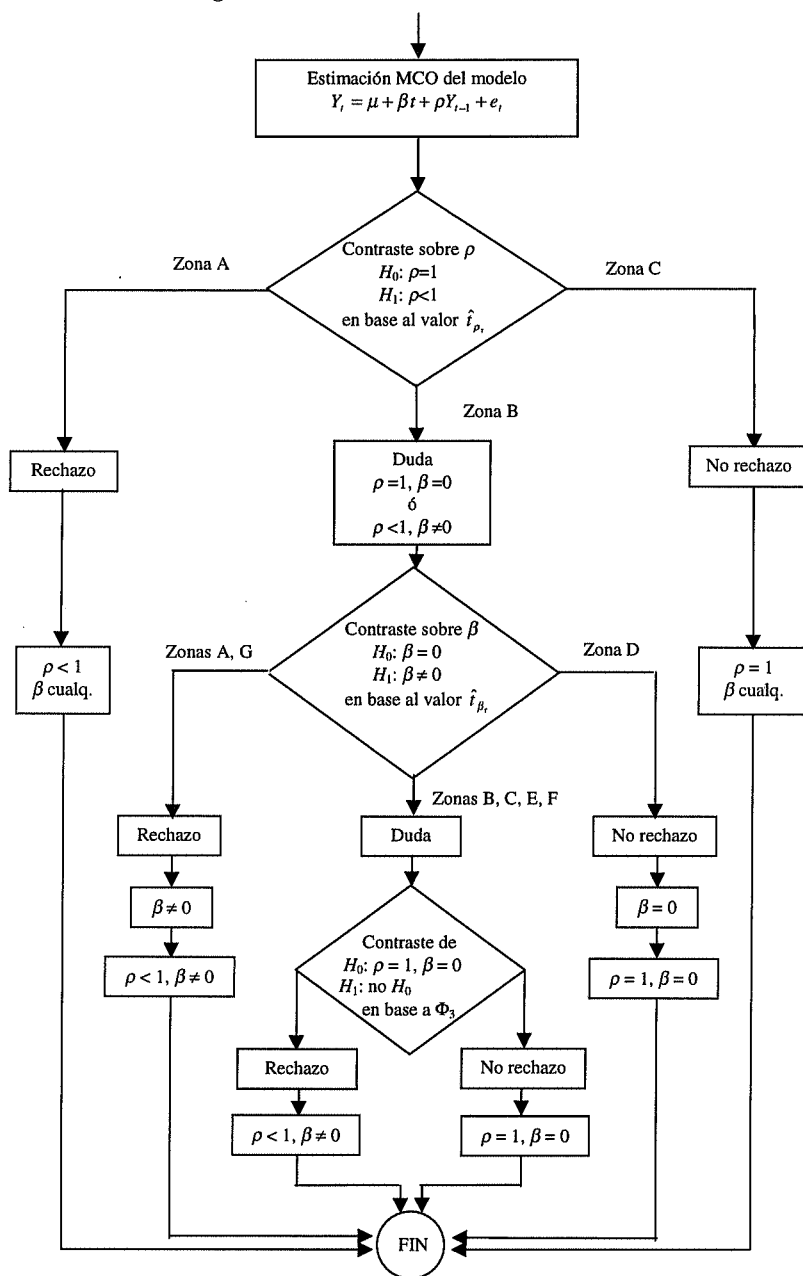 Estimación MCO del modelo
Y_t = μ + βt + ρY_{t−1} + e_t
Contraste sobre ρ
H_0: ρ=1
H_1: ρ<1
en base al valor t̂_{ρ_τ}
Zona A
Zona C
Zona B
Rechazo
Duda
ρ=1, β=0
ó
ρ<1, β≠0
No rechazo
Contraste sobre β
H_0: β = 0
H_1: β ≠ 0
en base al valor t̂_{β_τ}
Zonas A, G
Zona D
ρ < 1
β cualq.
ρ = 1
β cualq.
Zonas B, C, E, F
Rechazo
Duda
No rechazo
β ≠ 0
β = 0
Contraste de
H_0: ρ = 1, β = 0
H_1: no H_0
en base a Φ_3
ρ < 1, β ≠ 0
ρ = 1, β = 0
Rechazo
No rechazo
ρ < 1, β ≠ 0
ρ = 1, β = 0
FIN